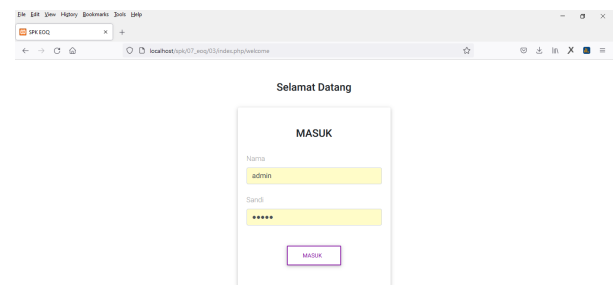 File Edit View History Bookmarks Tools Help
SPK EOQ
localhost/spk/07_eoq/03/index.php/welcome
Selamat Datang
MASUK
Nama
admin
Sandi
•••••
MASUK